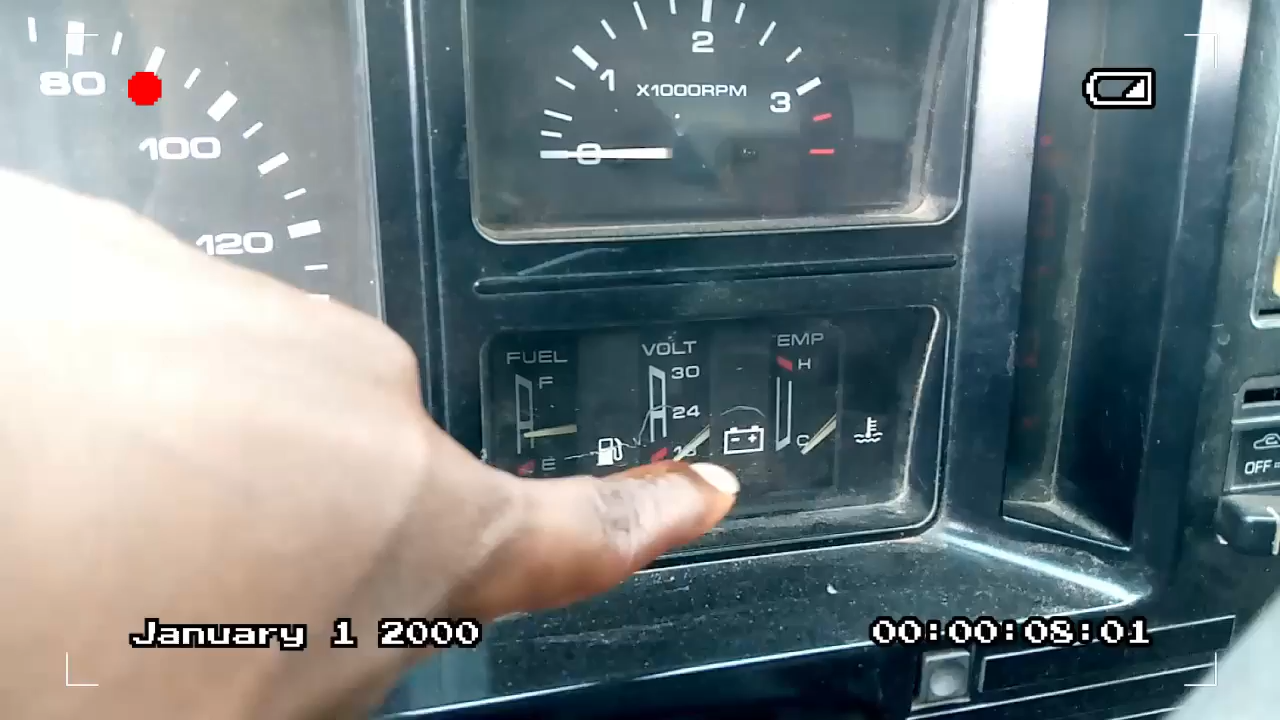 80
100
120
1
2
3
0
X1000RPM
FUEL
F
E
VOLT
30
24
TEMP
H
C
OFF
January 1 2000
00:00:08:01